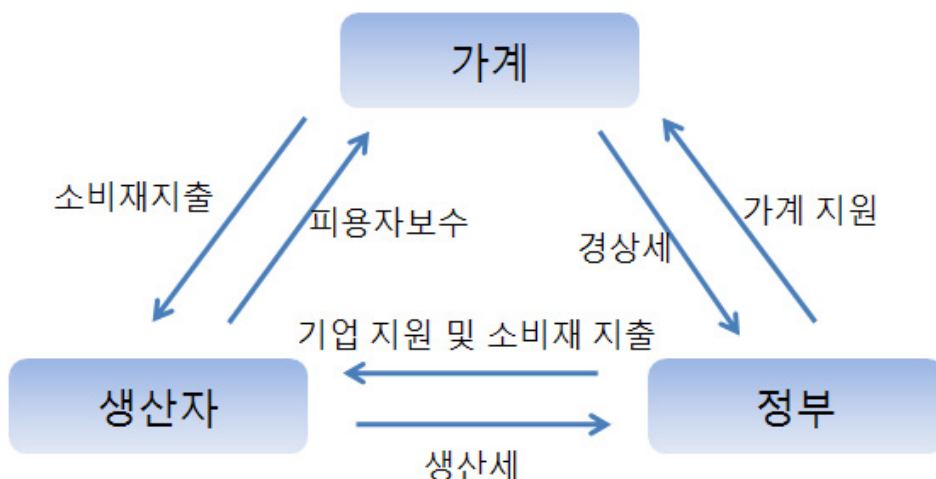 가계
소비재지출
피용자보수
경상세
가계 지원
기업 지원 및 소비재 지출
생산자
정부
생산세